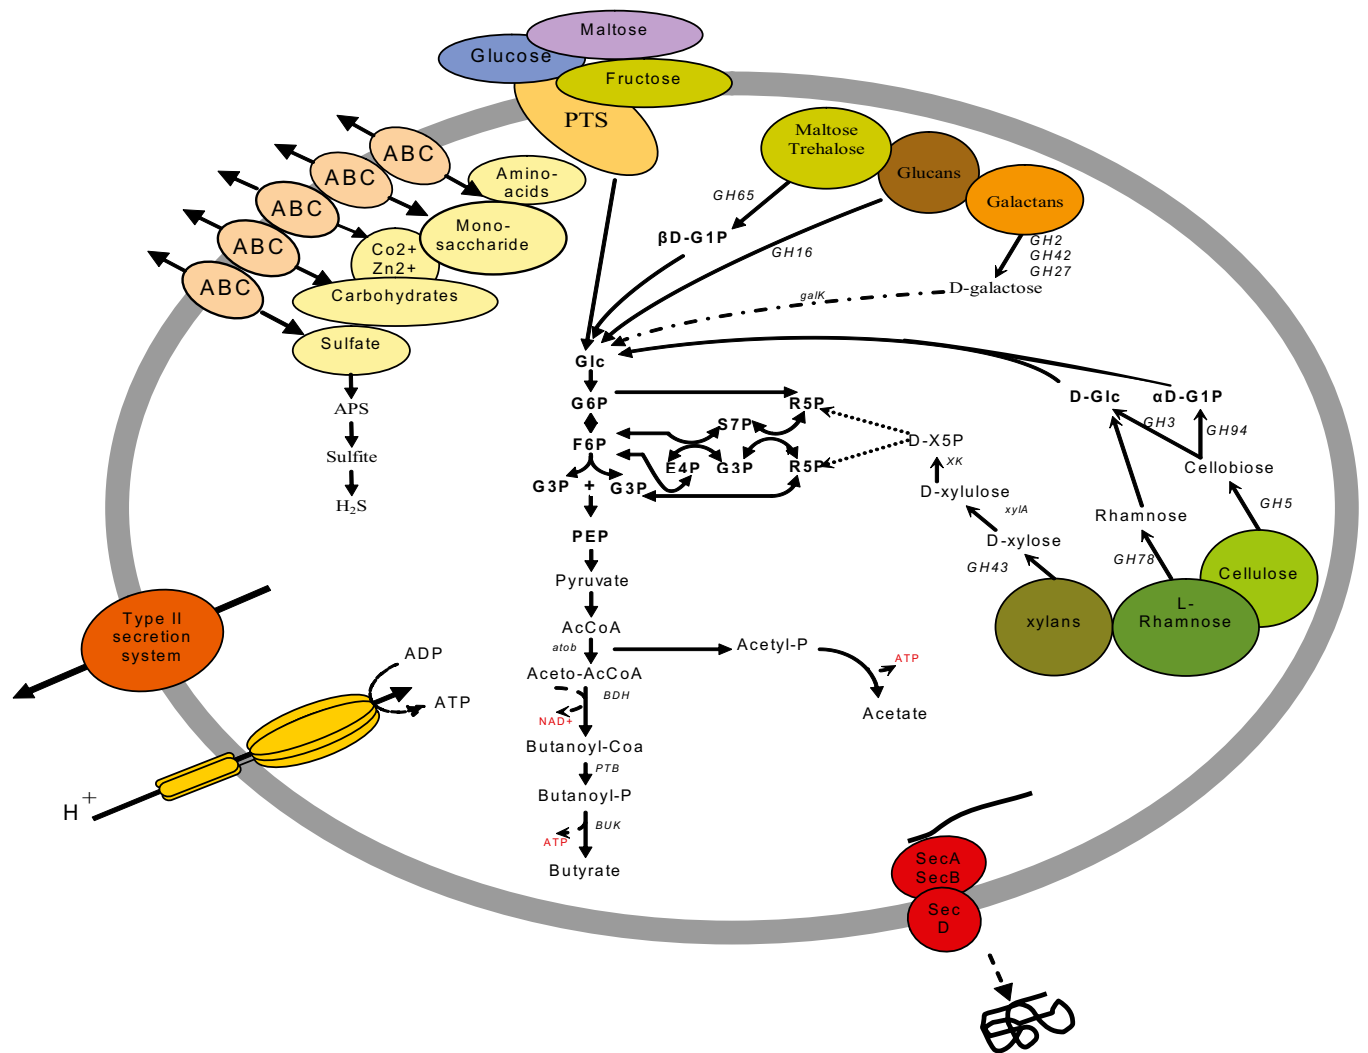 Maltose
Glucose
Fructose
PTS
ABC
ABC
ABC
ABC
ABC
Amino-
acids
Mono-
saccharide
Co2+
Zn2+
Carbohydrates
Sulfate
APS
Sulfite
H2S
Maltose
Trehalose
Glucans
Galactans
GH65
βD-G1P
GH16
GH2
GH42
GH27
D-galactose
galK
Glc
G6P
R5P
S7P
F6P
E4P
G3P
R5P
G3P
+
G3P
PEP
Pyruvate
AcCoA
atob
Aceto-AcCoA
BDH
NAD+
Butanoyl-Coa
PTB
Butanoyl-P
BUK
ATP
Butyrate
Acetyl-P
ATP
Acetate
D-X5P
XK
D-xylulose
xylA
D-xylose
GH43
xylans
D-Glc
αD-G1P
GH3
GH94
Cellobiose
GH5
Rhamnose
GH78
Cellulose
L-
Rhamnose
Type II
secretion
system
ADP
ATP
H+
SecA
SecB
Sec
D